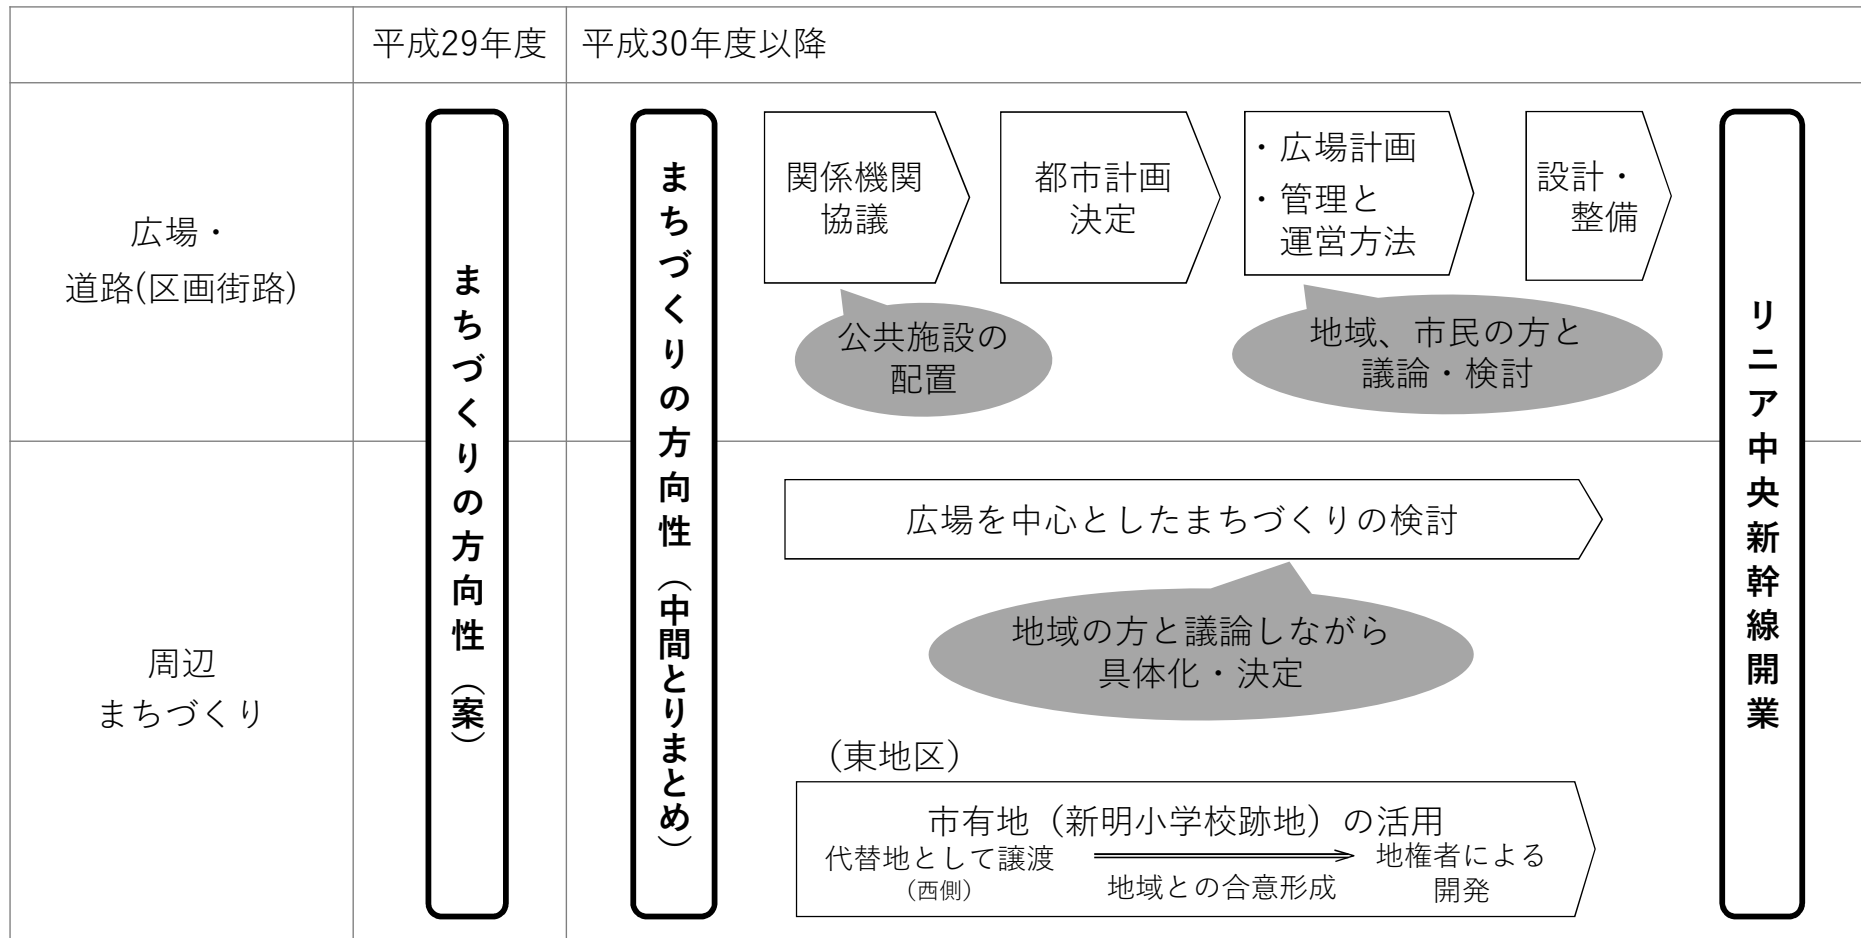 平成29年度
平成30年度以降
広場・
道路(区画街路)
まちづくりの方向性（案）
まちづくりの方向性（中間とりまとめ）
関係機関
協議
都市計画
決定
・広場計画
・管理と
運営方法
設計・
整備
公共施設の
配置
地域、市民の方と
議論・検討
リニア中央新幹線開業
周辺
まちづくり
広場を中心としたまちづくりの検討
地域の方と議論しながら
具体化・決定
（東地区）
市有地（新明小学校跡地）の活用
代替地として譲渡
（西側）
地域との合意形成
地権者による
開発